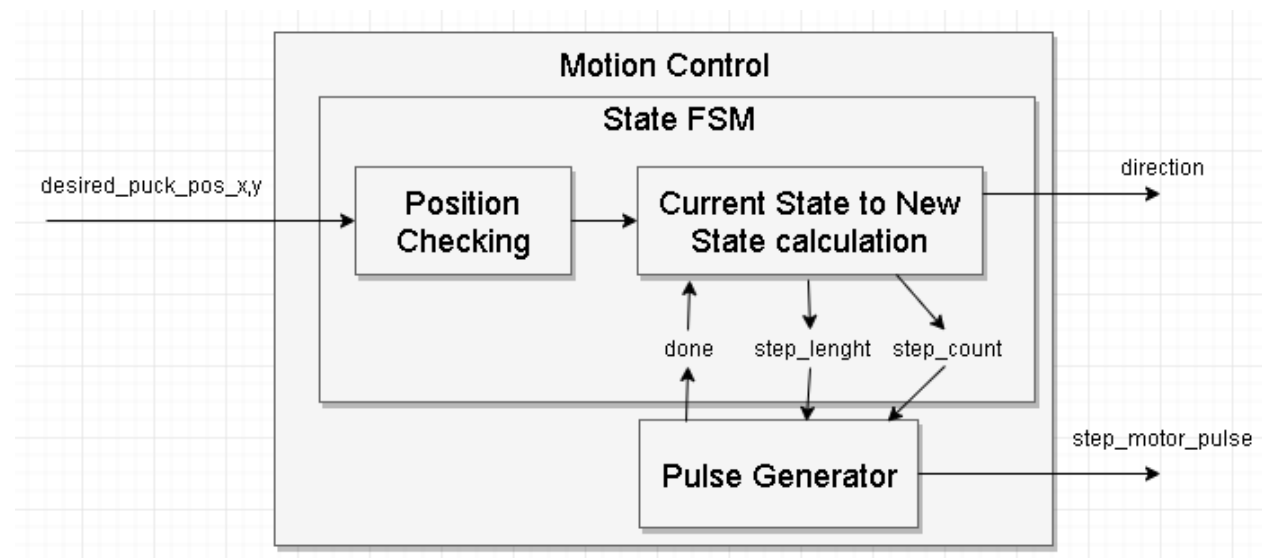 Motion Control
State FSM
desired_puck_pos_x,y
Position
Checking
Current State to New
State calculation
direction
done
step_lenght
step_count
Pulse Generator
step_motor_pulse